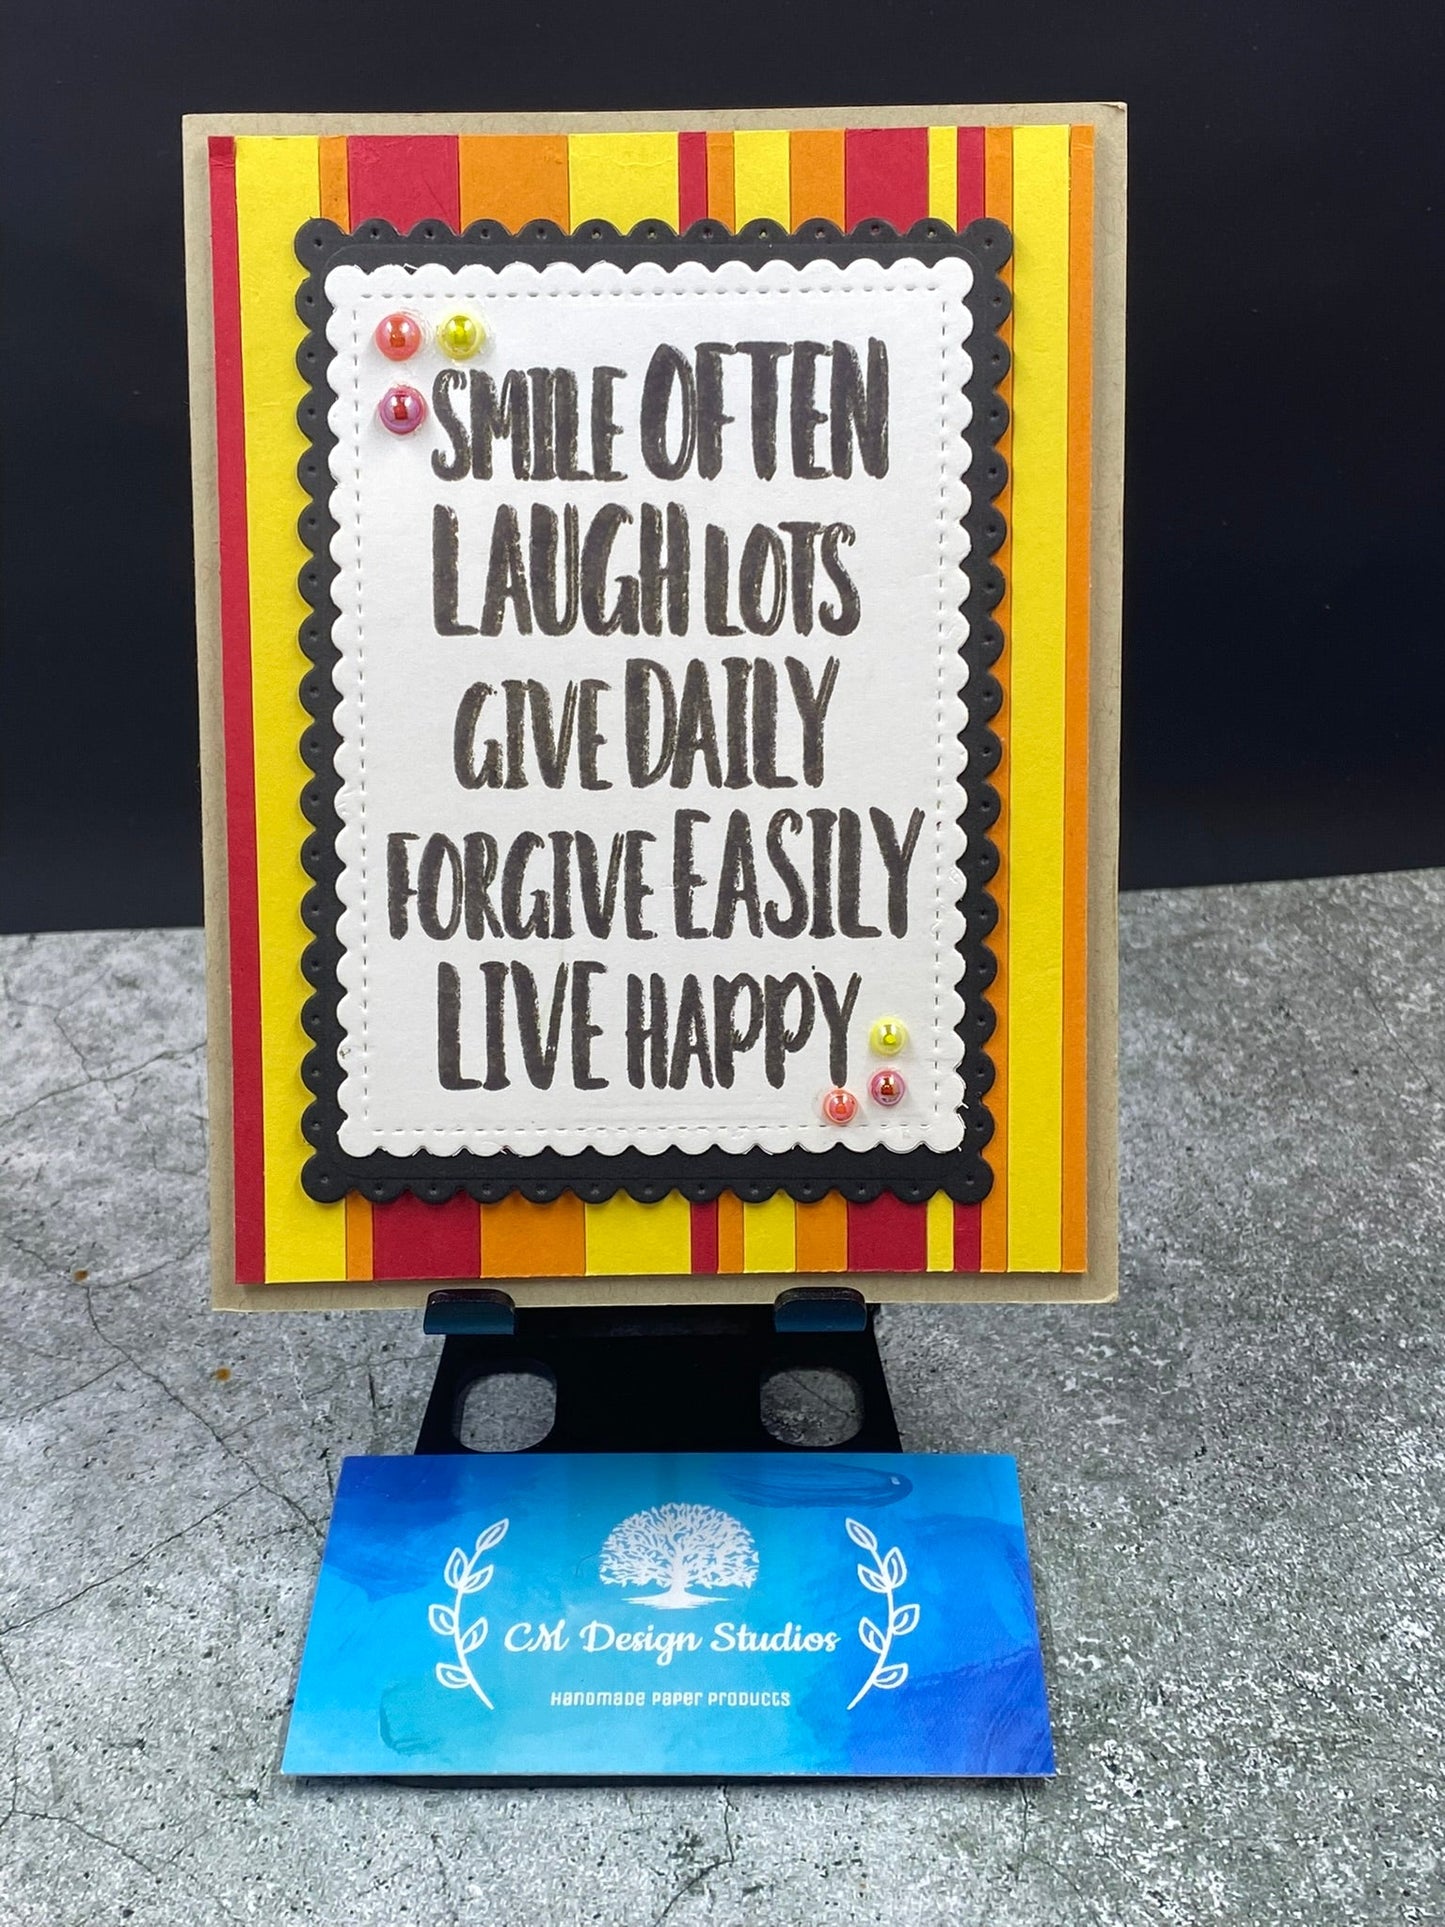 SMILE OFTEN
LAUGH LOTS
GIVE DAILY
FORGIVE EASILY
LIVE HAPPY
CM Design Studios
Handmade Paper Products